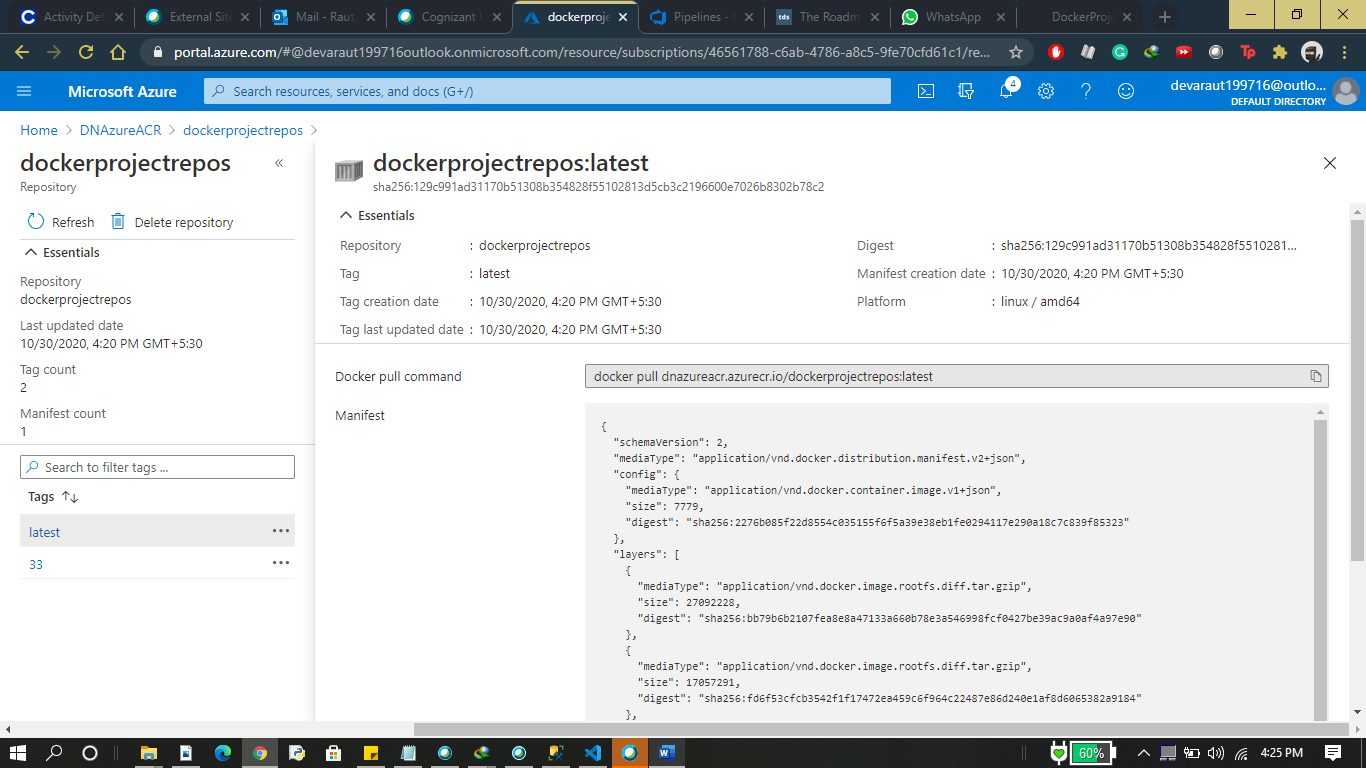 Activity Det
External Site
Mail - Raut,
Cognizant L
dockerproje
Pipelines -
tds The Roadm
WhatsApp
DockerProj
portal.azure.com/#@devaraut199716outlook.onmicrosoft.com/resource/subscriptions/46561788-c6ab-4786-a8c5-9fe70cfd61c1/re...
Microsoft Azure
Search resources, services, and docs (G+/)
4
devaraut199716@outlo...
DEFAULT DIRECTORY
Home > DNAzureACR > dockerprojectrepos >
dockerprojectrepos
Repository
Refresh Delete repository
Essentials
Repository
dockerprojectrepos
Last updated date
10/30/2020, 4:20 PM GMT+5:30
Tag count
2
Manifest count
1
Search to filter tags ...
Tags
latest
33
dockerprojectrepos:latest
sha256:129c991ad31170b51308b354828f55102813d5cb3c2196600e7026b8302b78c2
Essentials
Repository : dockerprojectrepos
Tag : latest
Tag creation date : 10/30/2020, 4:20 PM GMT+5:30
Tag last updated date : 10/30/2020, 4:20 PM GMT+5:30
Digest : sha256:129c991ad31170b51308b354828f5510281...
Manifest creation date : 10/30/2020, 4:20 PM GMT+5:30
Platform : linux / amd64
Docker pull command
docker pull dnazureacr.azurecr.io/dockerprojectrepos:latest
Manifest
{
"schemaVersion": 2,
"mediaType": "application/vnd.docker.distribution.manifest.v2+json",
"config": {
"mediaType": "application/vnd.docker.container.image.v1+json",
"size": 7779,
"digest": "sha256:2276b085f22d8554c035155f6f5a39e38eb1fe0294117e290a18c7c839f85323"
},
"layers": [
{
"mediaType": "application/vnd.docker.image.rootfs.diff.tar.gzip",
"size": 27092228,
"digest": "sha256:bb79b6b2107fea8e8a47133a660b78e3a546998fcf0427be39ac9a0af4a97e90"
},
{
"mediaType": "application/vnd.docker.image.rootfs.diff.tar.gzip",
"size": 17057291,
"digest": "sha256:fd6f53cfcb3542f1f17472ea459c6f964c22487e86d240e1af8d6065382a9184"
},
60%
4:25 PM